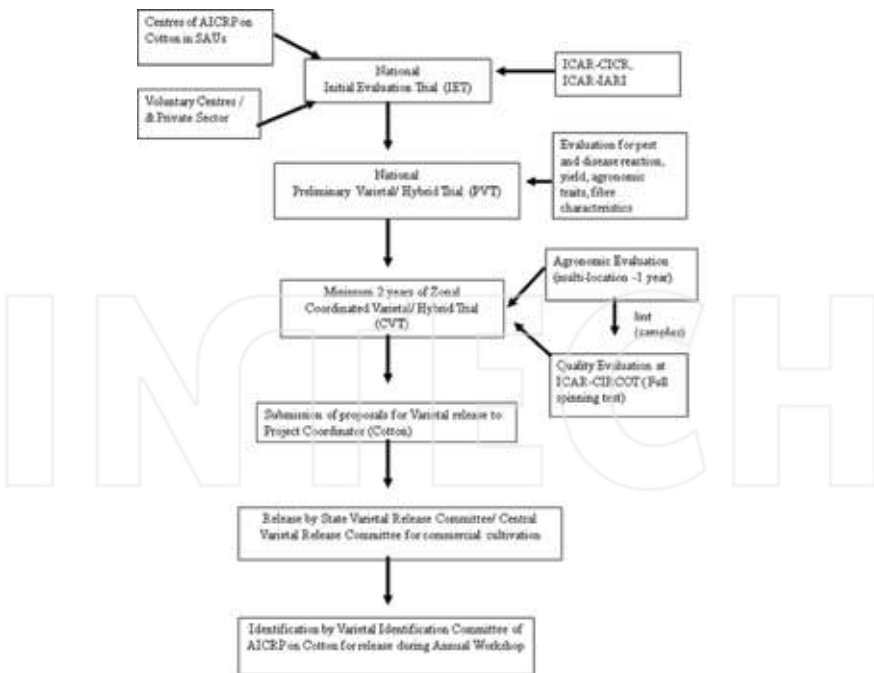 Centres of AICRP on
Cotton in SAUs
National
Initial Evaluation Trial (IET)
ICAR-CICR,
ICAR-IARI
Voluntary Centres /
& Private Sector
National
Preliminary Varietal/ Hybrid Trial (PVT)
Evaluation for pest
and disease reaction,
yield, agronomic
traits, fibre
characteristics
Minimum 2 years of Zonal
Coordinated Varietal/ Hybrid Trial
(CVT)
Agronomic Evaluation
(multi-location -1 year)
lint
(samples)
Quality Evaluation at
ICAR-CIRCOT (Full
spinning test)
Submission of proposals for Varietal release to
Project Coordinator (Cotton)
Release by State Varietal Release Committee/ Central
Varietal Release Committee for commercial cultivation
Identification by Varietal Identification Committee of
AICRP on Cotton for release during Annual Workshop
INTECH